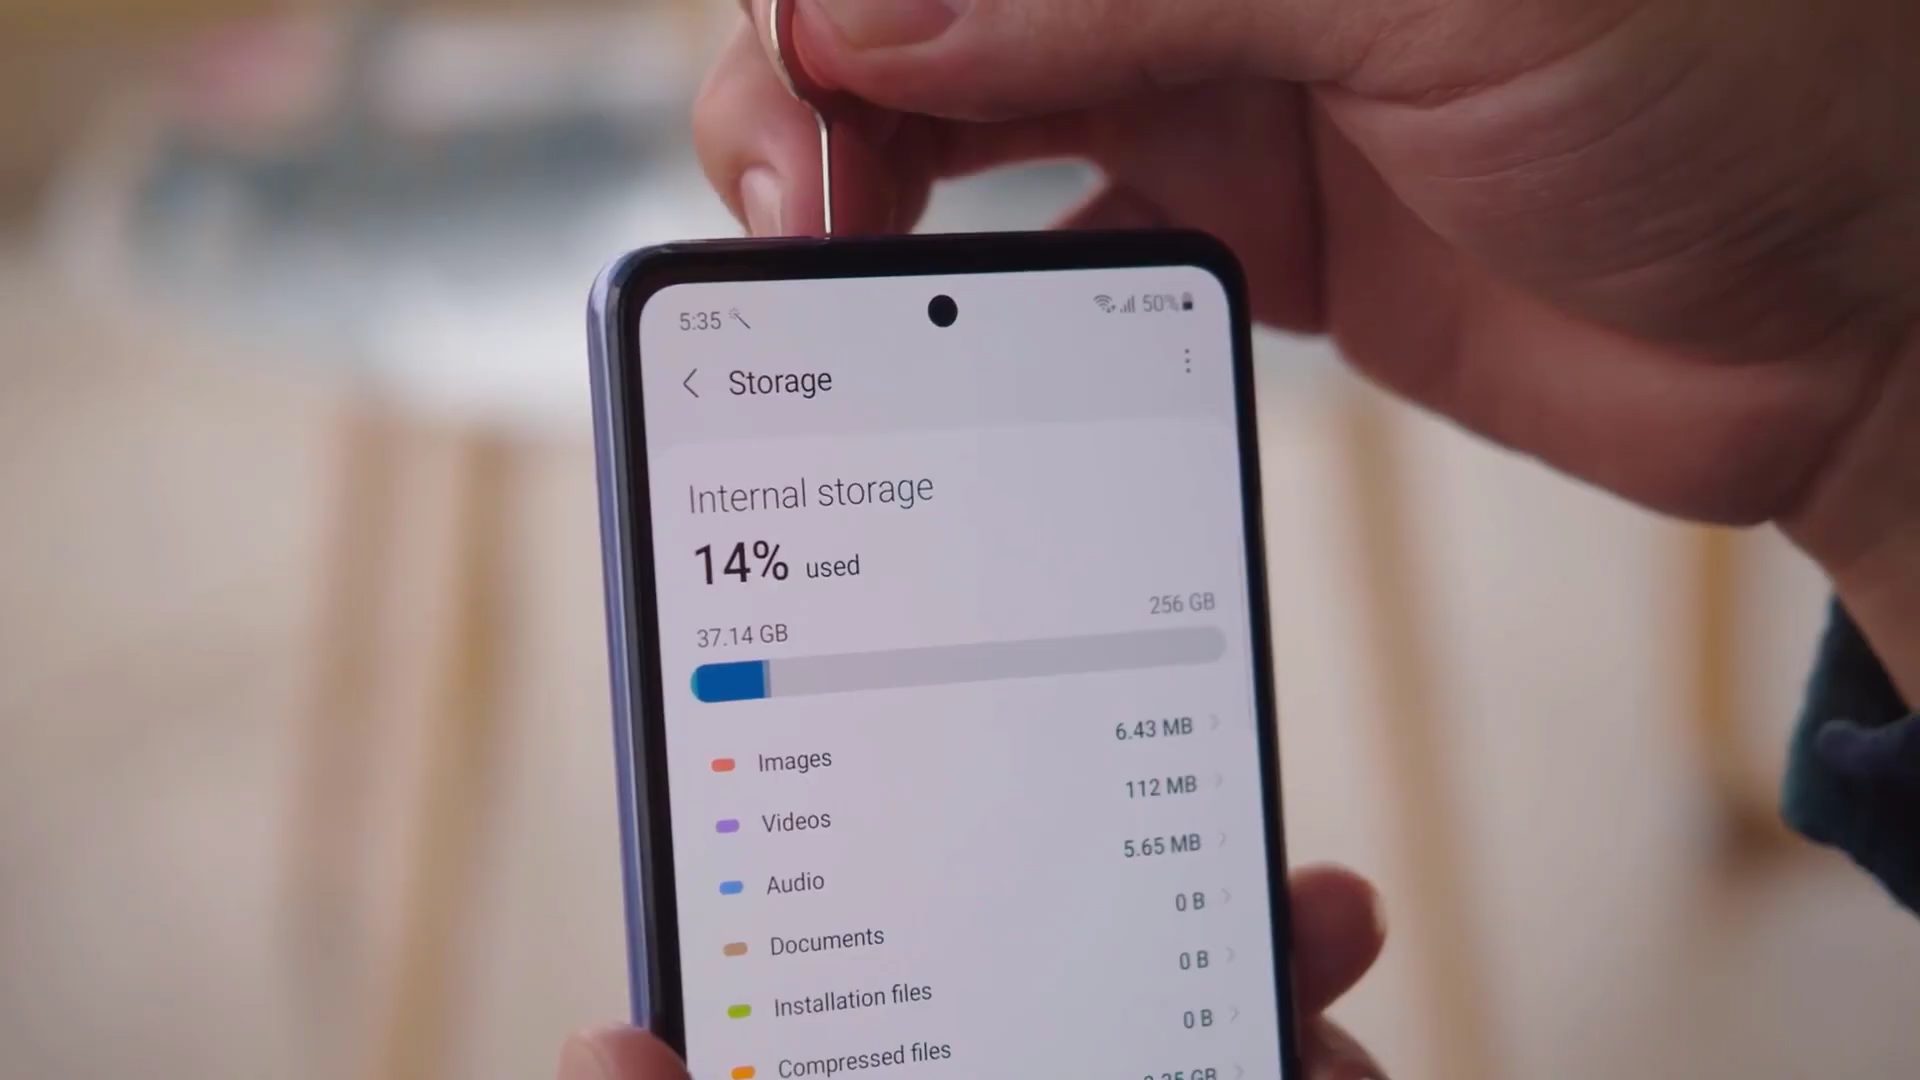 5:35 50%
Storage
Internal storage
14% used
37.14 GB 256 GB
Images 6.43 MB
Videos 112 MB
Audio 5.65 MB
Documents 0 B
Installation files 0 B
Compressed files 0 B
GB